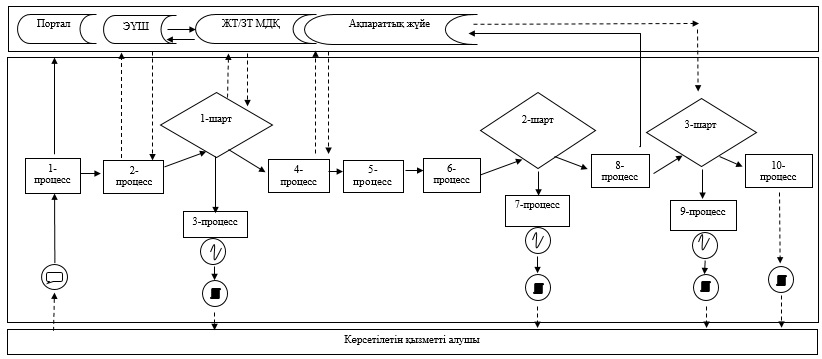 Портал
ЭҮШ
ЖТ/ЗТ МДҚ
Ақпараттық жүйе
1-шарт
2-шарт
3-шарт
1-
процесс
2-
процесс
4-
процесс
5-
процесс
6-
процесс
8-
процесс
10-
процесс
3-процесс
7-процесс
9-процесс
Көрсетілетін қызметті алушы